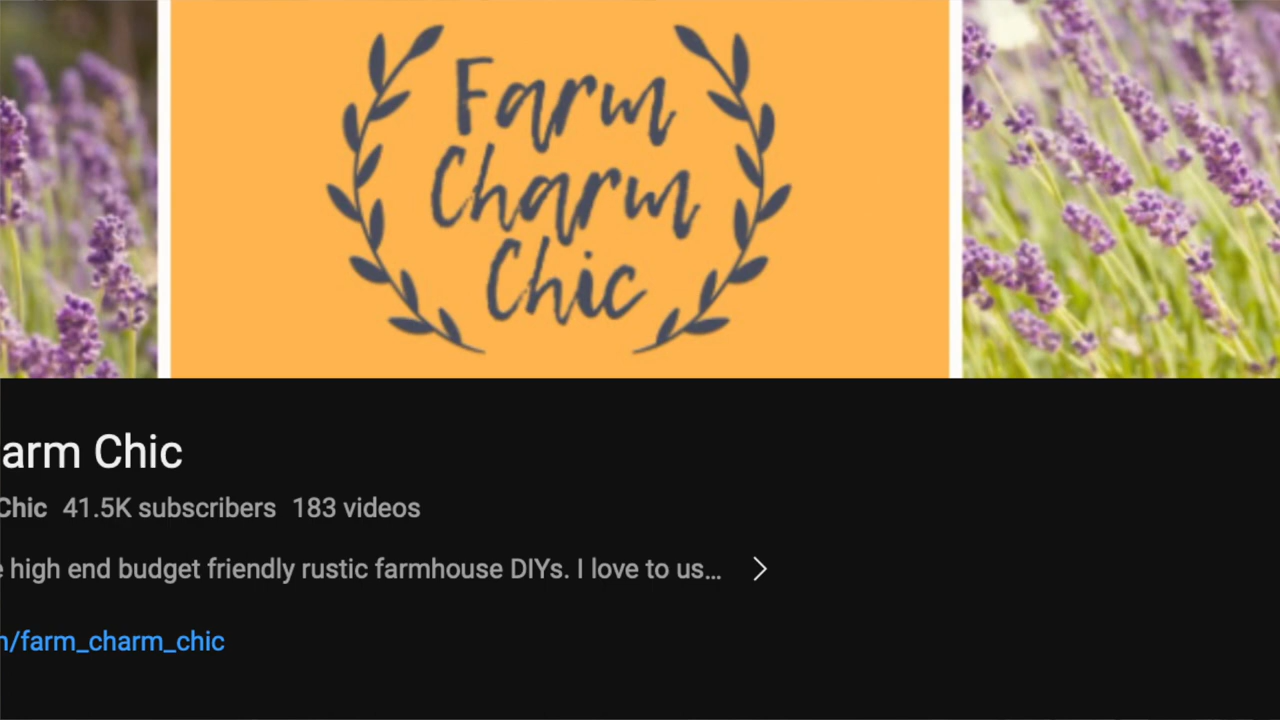 Farm
Charm
Chic
arm Chic
Chic 41.5K subscribers 183 videos
e high end budget friendly rustic farmhouse DIYs. I love to us...
n/farm_charm_chic